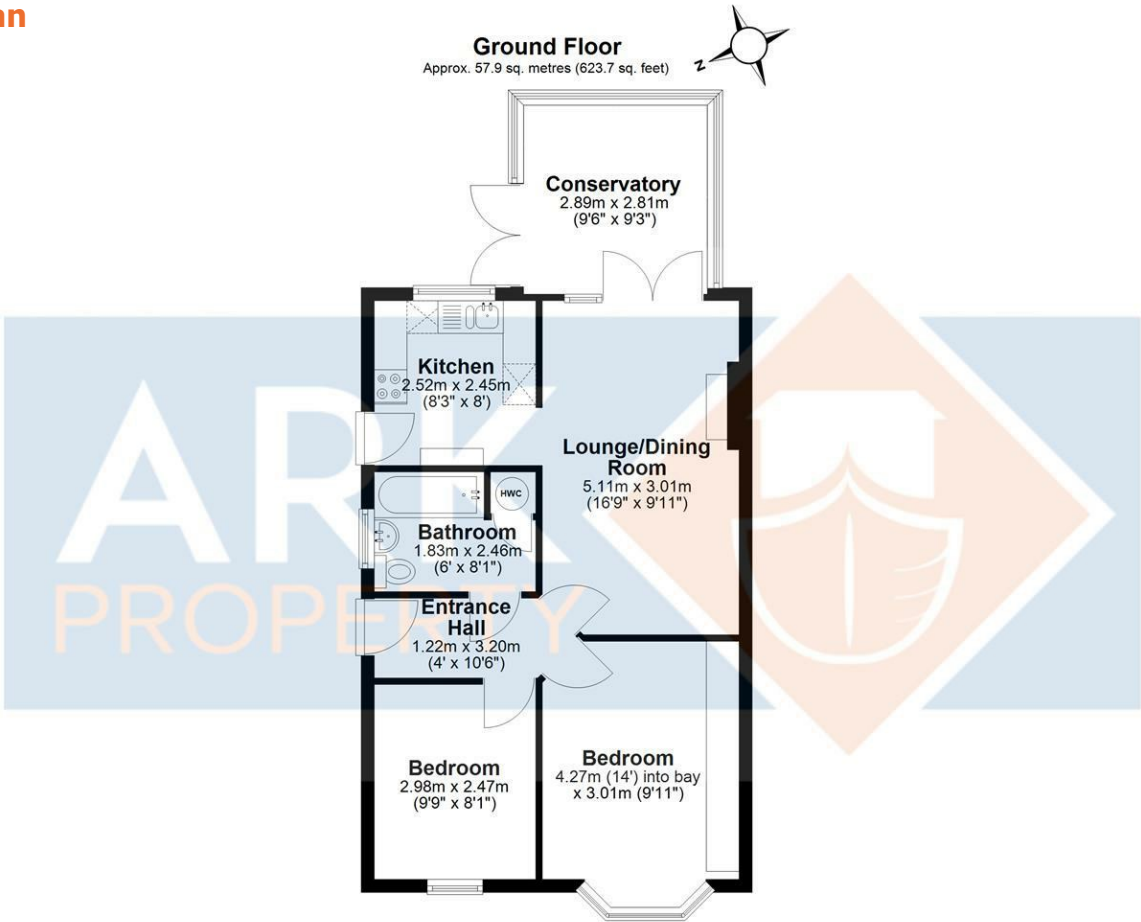 Ground Floor
Approx. 57.9 sq. metres (623.7 sq. feet)
N
Conservatory
2.89m x 2.81m
(9'6" x 9'3")
Kitchen
2.52m x 2.45m
(8'3" x 8')
Lounge/Dining
Room
5.11m x 3.01m
(16'9" x 9'11")
HWC
Bathroom
1.83m x 2.46m
(6' x 8'1")
Entrance
Hall
1.22m x 3.20m
(4' x 10'6")
Bedroom
2.98m x 2.47m
(9'9" x 8'1")
Bedroom
4.27m (14') into bay
x 3.01m (9'11")
ARK
PROPERTY